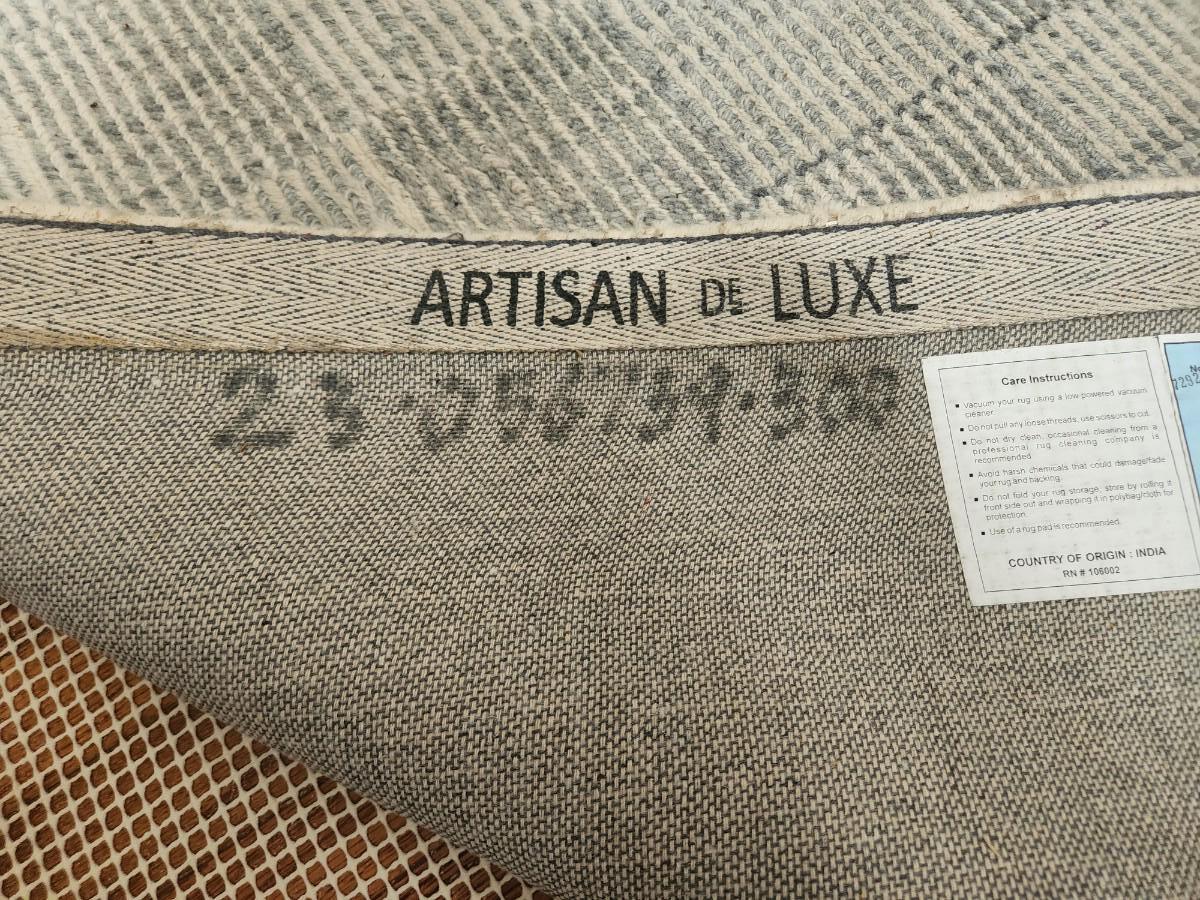 ARTISAN DE LUXE
Care Instructions
▪ Vacuum your rug using a low powered vacuum
cleaner.
▪ Do not pull any loose threads, use scissors to cut.
▪ Do not dry clean, occasional cleaning from a
professional rug cleaning company is
recommended.
▪ Avoid harsh chemicals that could damage/fade
your rug and backing.
▪ Do not fold your rug storage, store by rolling it
front side out and wrapping it in polybag/cloth for
protection.
▪ Use of a rug pad is recommended.
COUNTRY OF ORIGIN : INDIA
RN # 106002